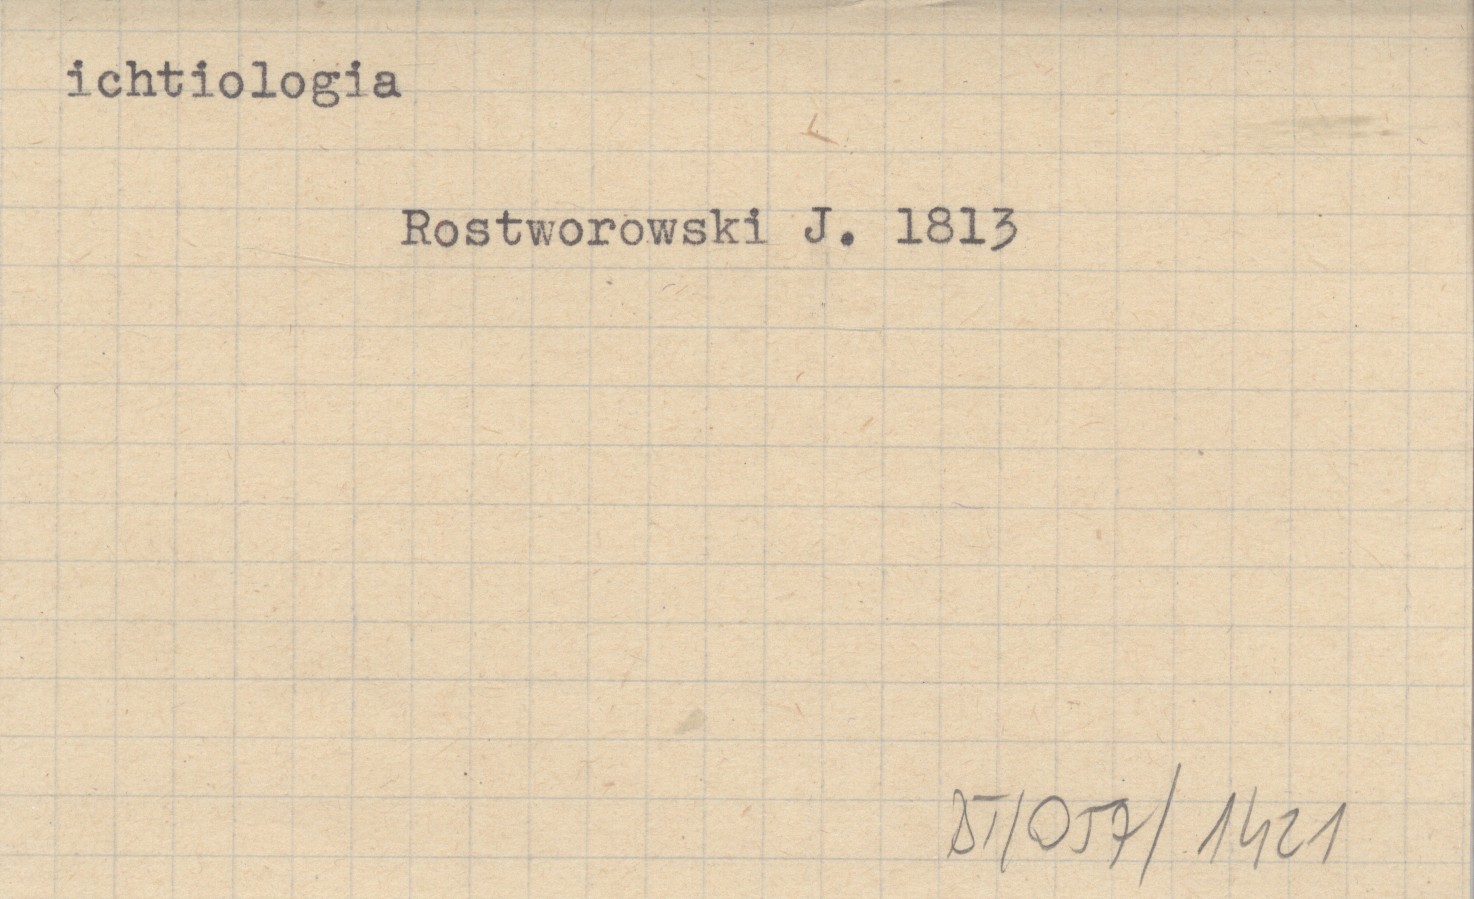 ichtiologia
Rostworowski J. 1813
DT/057/1421